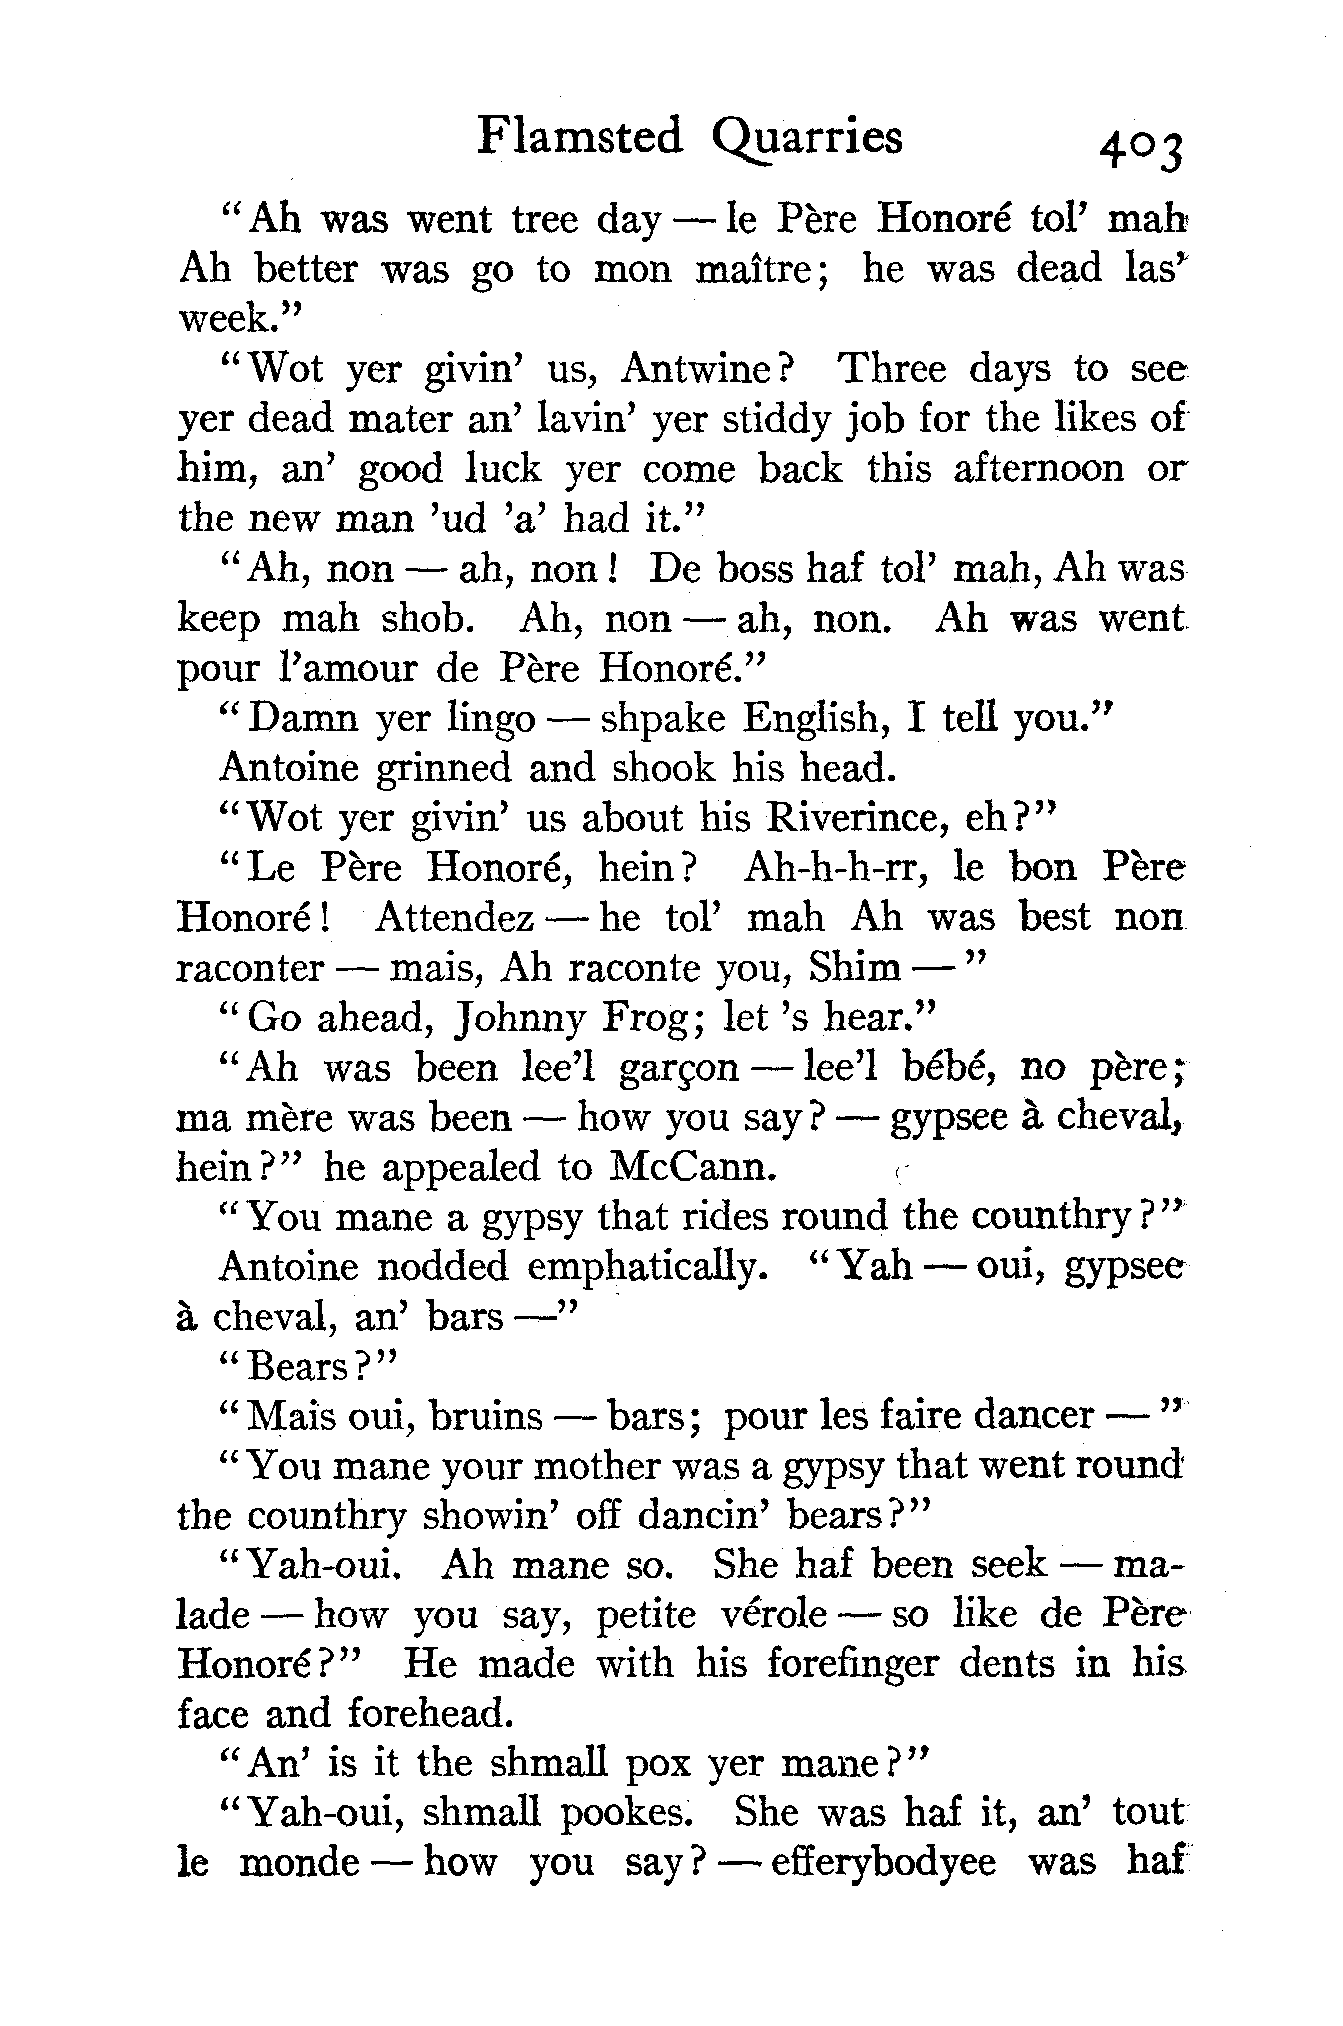 Flamsted Quarries 403
"Ah was went tree day — le Père Honoré tol' mah
Ah better was go to mon maître; he was dead las'
week."
"Wot yer givin' us, Antwine? Three days to see
yer dead mater an' lavin' yer stiddy job for the likes of
him, an' good luck yer come back this afternoon or
the new man 'ud 'a' had it."
"Ah, non — ah, non! De boss haf tol' mah, Ah was
keep mah shob. Ah, non — ah, non. Ah was went
pour l'amour de Père Honoré."
"Damn yer lingo — shpake English, I tell you."
Antoine grinned and shook his head.
"Wot yer givin' us about his Riverince, eh?"
"Le Père Honoré, hein? Ah-h-h-rr, le bon Père
Honoré! Attendez — he tol' mah Ah was best non
raconter — mais, Ah raconte you, Shim — "
"Go ahead, Johnny Frog; let 's hear."
"Ah was been lee'l garçon — lee'l bébé, no père;
ma mère was been — how you say? — gypsee à cheval,
hein?" he appealed to McCann.
"You mane a gypsy that rides round the counthry?"
Antoine nodded emphatically. "Yah — oui, gypsee
à cheval, an' bars —"
"Bears?"
"Mais oui, bruins — bars; pour les faire dancer — "
"You mane your mother was a gypsy that went round
the counthry showin' off dancin' bears?"
"Yah-oui. Ah mane so. She haf been seek — ma-
lade — how you say, petite vérole — so like de Père
Honoré?" He made with his forefinger dents in his
face and forehead.
"An' is it the shmall pox yer mane?"
"Yah-oui, shmall pookes. She was haf it, an' tout
le monde — how you say? — efferybodyee was haf